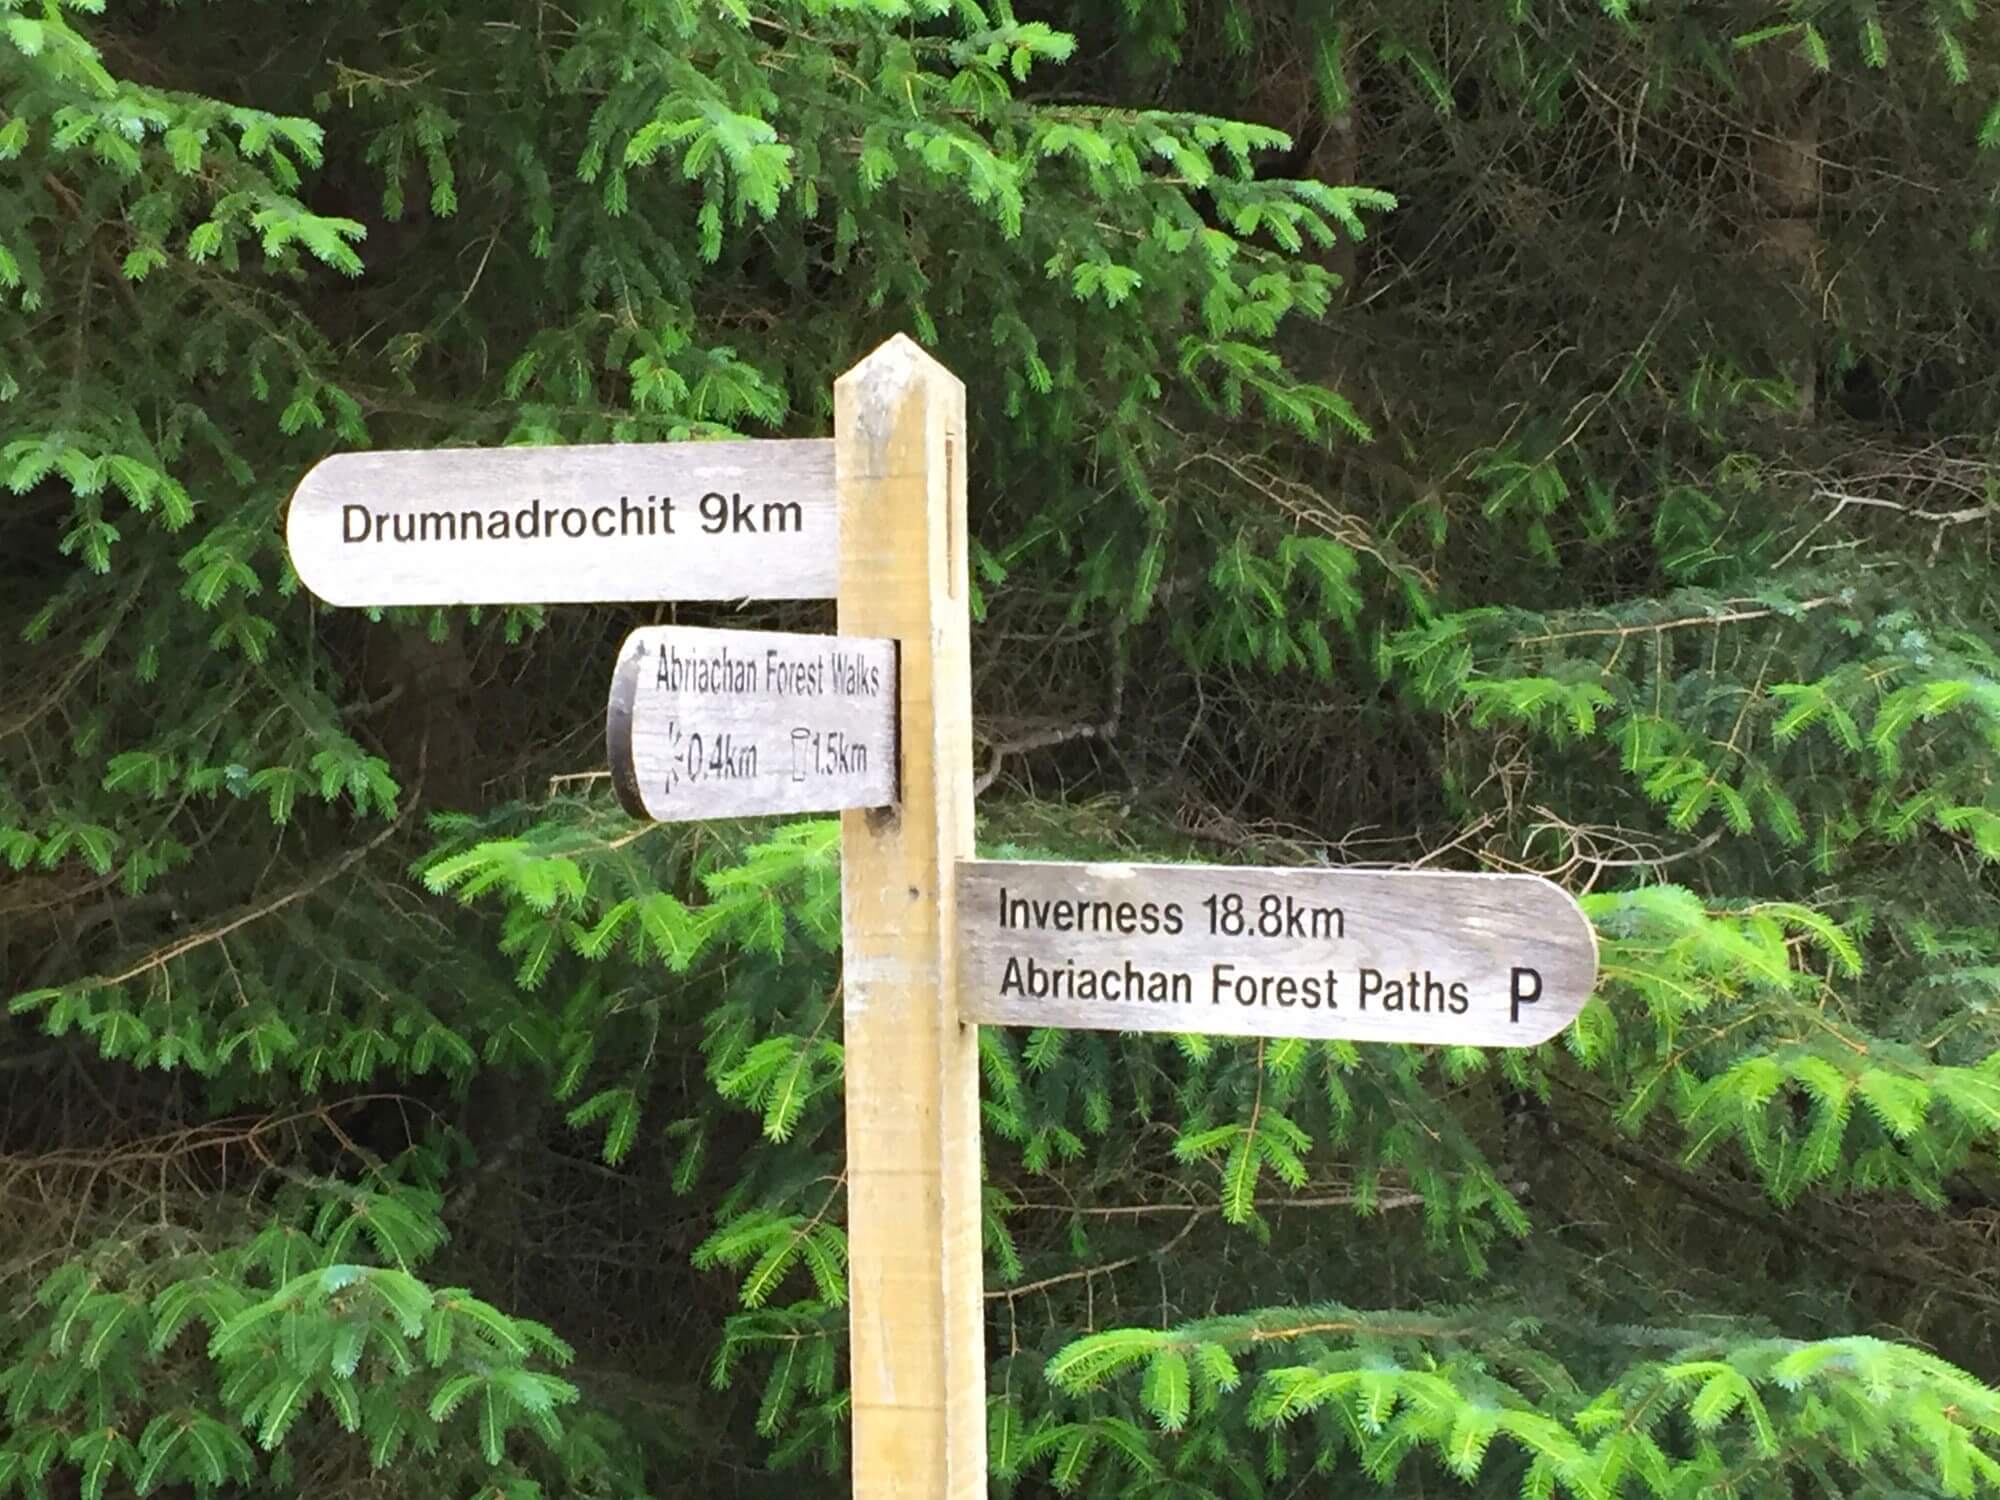 Drumnadrochit 9km
Abriachan Forest Walks
0.4km 1.5km
Inverness 18.8km
Abriachan Forest Paths P